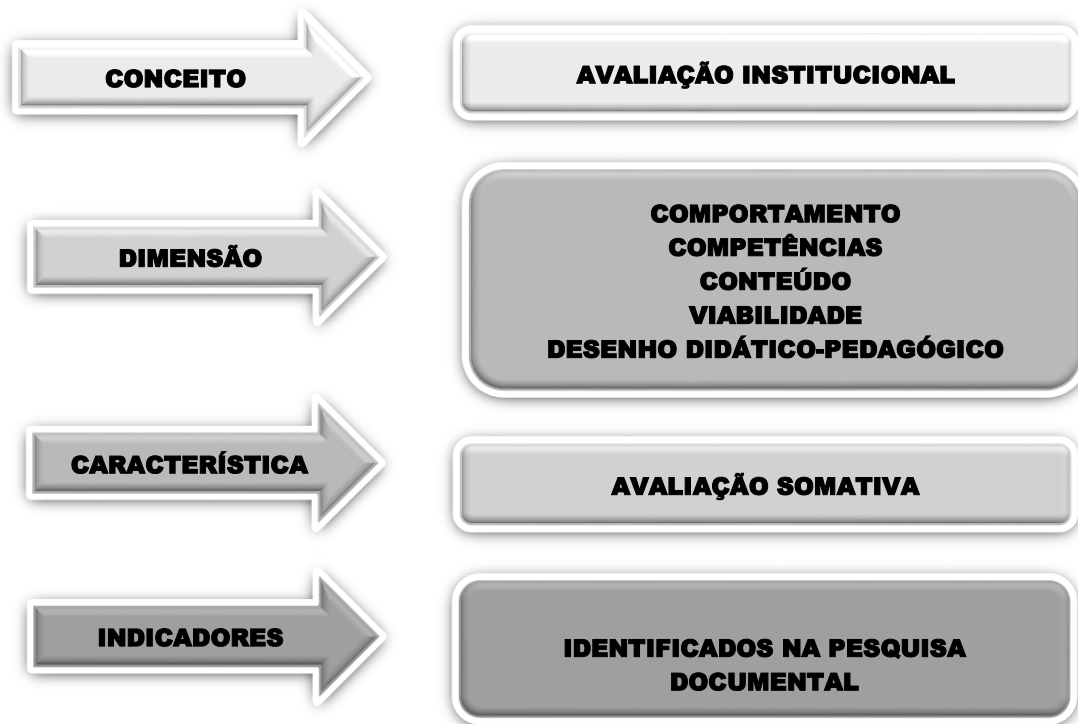 CONCEITO
AVALIAÇÃO INSTITUCIONAL
DIMENSÃO
COMPORTAMENTO
COMPETÊNCIAS
CONTEÚDO
VIABILIDADE
DESENHO DIDÁTICO-PEDAGÓGICO
CARACTERÍSTICA
AVALIAÇÃO SOMATIVA
INDICADORES
IDENTIFICADOS NA PESQUISA
DOCUMENTAL